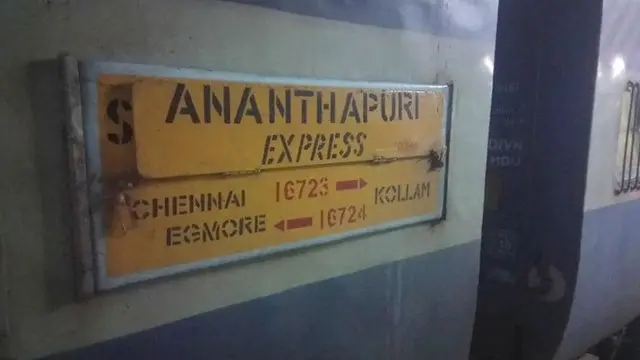 S ANANTHAPURI
EXPRESS
CHENNAI 16723 → KOLLAM
EGMORE ← 16724